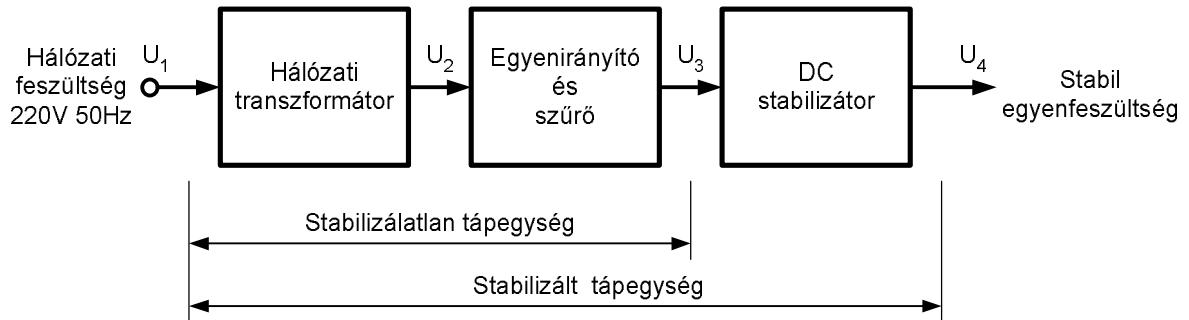 Hálózati
feszültség
220V 50Hz
U1
Hálózati
transzformátor
U2
Egyenirányító
és
szűrő
U3
DC
stabilizátor
U4
Stabil
egyenfeszültség
Stabilizálatlan tápegység
Stabilizált tápegység